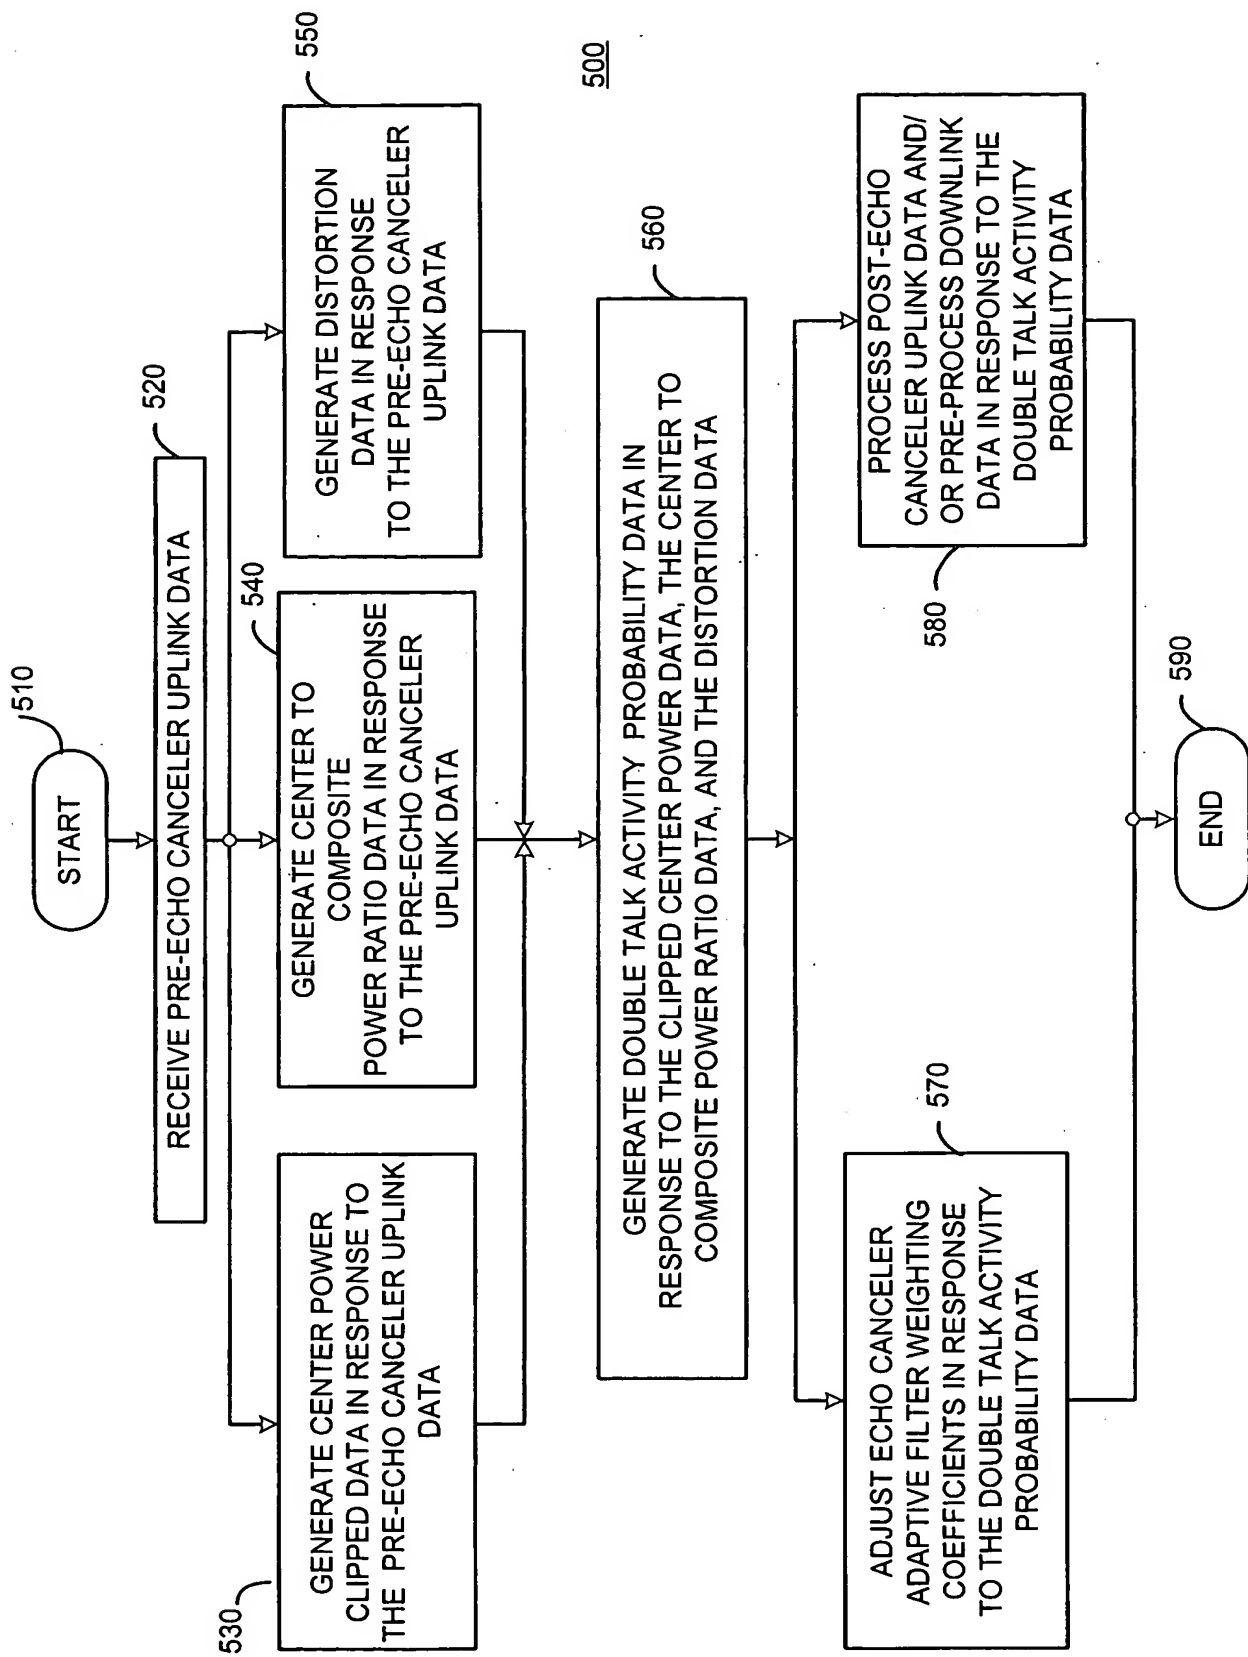 500
510
START
520
RECEIVE PRE-ECHO CANCELER UPLINK DATA
530
GENERATE CENTER POWER
CLIPPED DATA IN RESPONSE TO
THE PRE-ECHO CANCELER UPLINK
DATA
540
GENERATE CENTER TO
COMPOSITE
POWER RATIO DATA IN RESPONSE
TO THE PRE-ECHO CANCELER
UPLINK DATA
550
GENERATE DISTORTION
DATA IN RESPONSE
TO THE PRE-ECHO CANCELER
UPLINK DATA
560
GENERATE DOUBLE TALK ACTIVITY PROBABILITY DATA IN
RESPONSE TO THE CLIPPED CENTER POWER DATA, THE CENTER TO
COMPOSITE POWER RATIO DATA, AND THE DISTORTION DATA
570
ADJUST ECHO CANCELER
ADAPTIVE FILTER WEIGHTING
COEFFICIENTS IN RESPONSE
TO THE DOUBLE TALK ACTIVITY
PROBABILITY DATA
580
PROCESS POST-ECHO
CANCELER UPLINK DATA AND/
OR PRE-PROCESS DOWNLINK
DATA IN RESPONSE TO THE
DOUBLE TALK ACTIVITY
PROBABILITY DATA
590
END